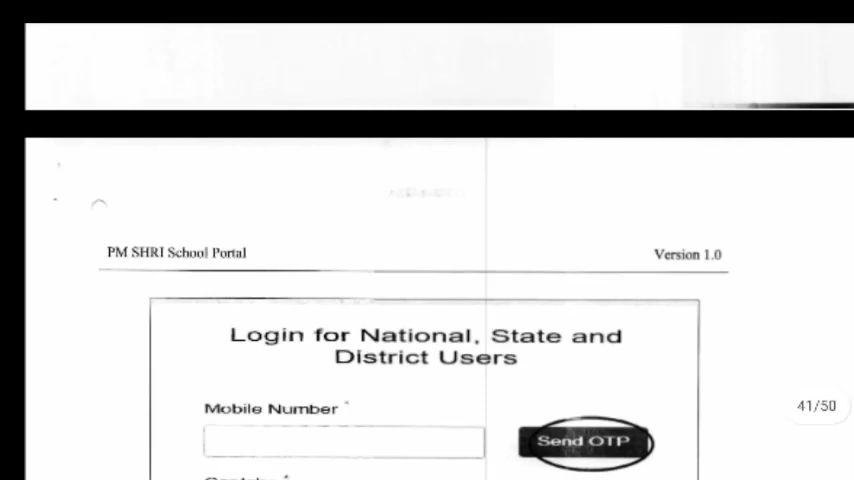 PM SHRI School Portal Version 1.0
Login for National, State and
District Users
Mobile Number *
Send OTP
41/50